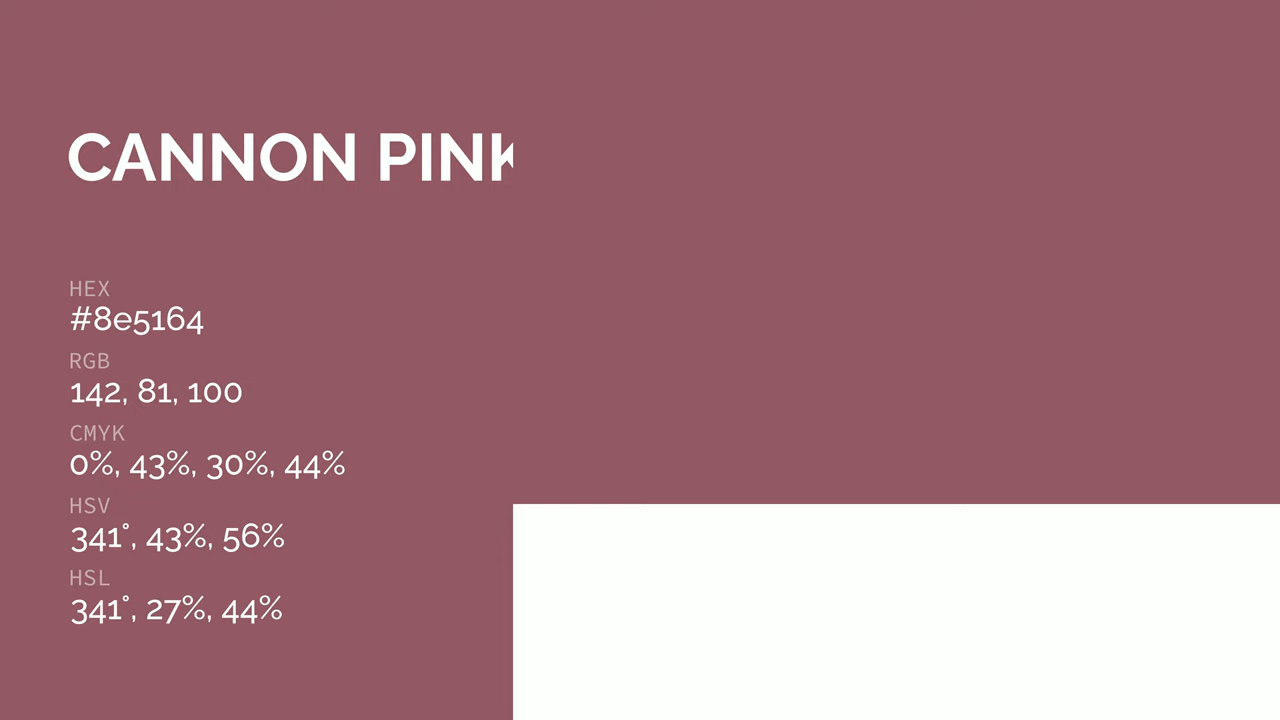 CANNON PINK
HEX
#8e5164
RGB
142, 81, 100
CMYK
0%, 43%, 30%, 44%
HSV
341°, 43%, 56%
HSL
341°, 27%, 44%